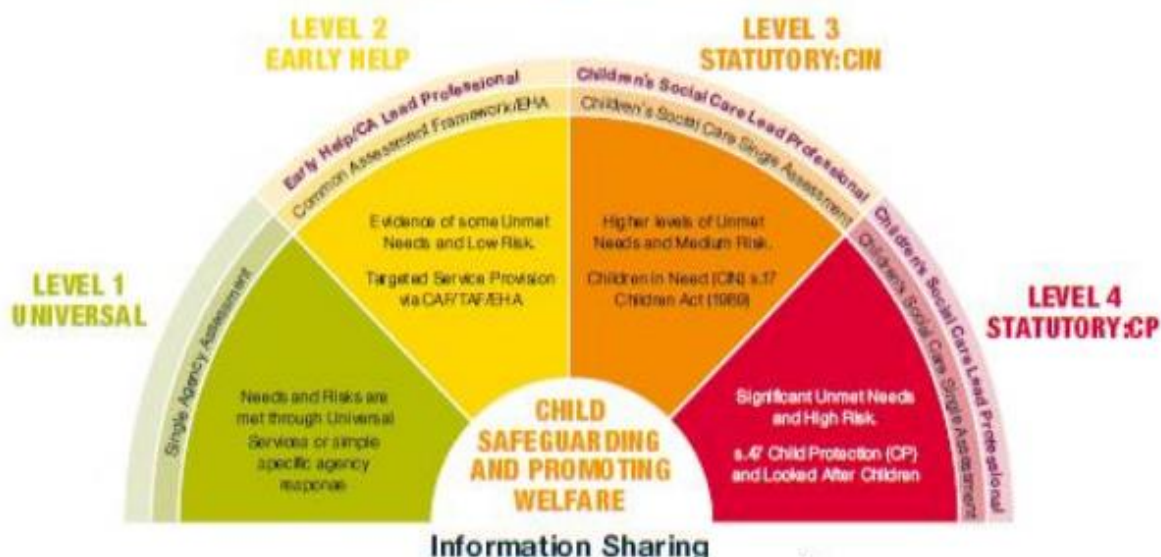 LEVEL 2
EARLY HELP
LEVEL 3
STATUTORY:CIN
Early Help/CA Lead Professional
Common Assessment Framework/EHA
Children's Social Care Lead Professional
Children's Social Care Single Assessment
Evidence of some Unmet
Needs and Low Risk.
Targeted Service Provision
via CAF/TAF/EHA
Higher levels of Unmet
Needs and Medium Risk.
Children in Need (CIN) s.17
Children Act (1989)
LEVEL 1
UNIVERSAL
Single Agency Assessment
Needs and Risks are
met through Universal
Services or simple
specific agency
response
LEVEL 4
STATUTORY:CP
Children's Social Care Lead Professional
Children's Social Care Single Assessment
Significant Unmet Needs
and High Risk.
s.47 Child Protection (CP)
and Looked After Children
CHILD
SAFEGUARDING
AND PROMOTING
WELFARE
Information Sharing